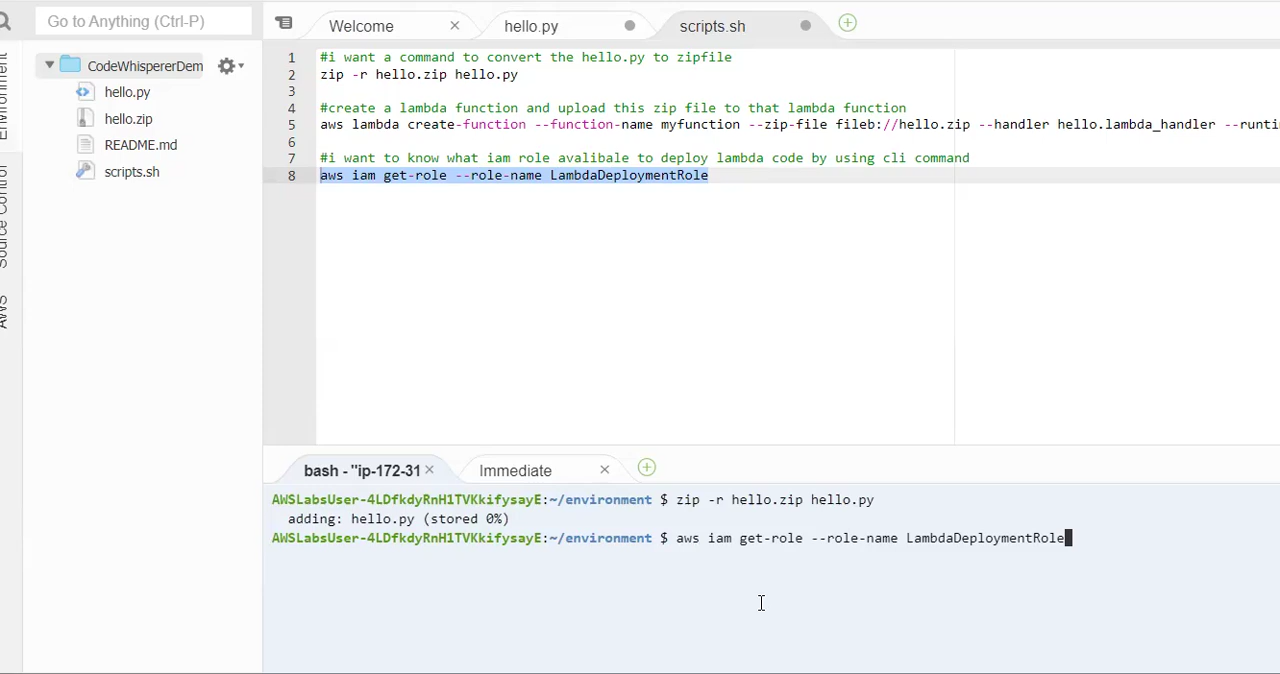 Go to Anything (Ctrl-P)
Welcome
hello.py
scripts.sh
Environment
Source Control
AWS
CodeWhispererDem
hello.py
hello.zip
README.md
scripts.sh
1 #i want a command to convert the hello.py to zipfile
2 zip -r hello.zip hello.py
3
4 #create a lambda function and upload this zip file to that lambda function
5 aws lambda create-function --function-name myfunction --zip-file fileb://hello.zip --handler hello.lambda_handler --runti
6
7 #i want to know what iam role avalibale to deploy lambda code by using cli command
8 aws iam get-role --role-name LambdaDeploymentRole
bash - "ip-172-31
Immediate
AWSLabsUser-4LDfkdyRnH1TVKkifysayE:~/environment $ zip -r hello.zip hello.py
adding: hello.py (stored 0%)
AWSLabsUser-4LDfkdyRnH1TVKkifysayE:~/environment $ aws iam get-role --role-name LambdaDeploymentRole